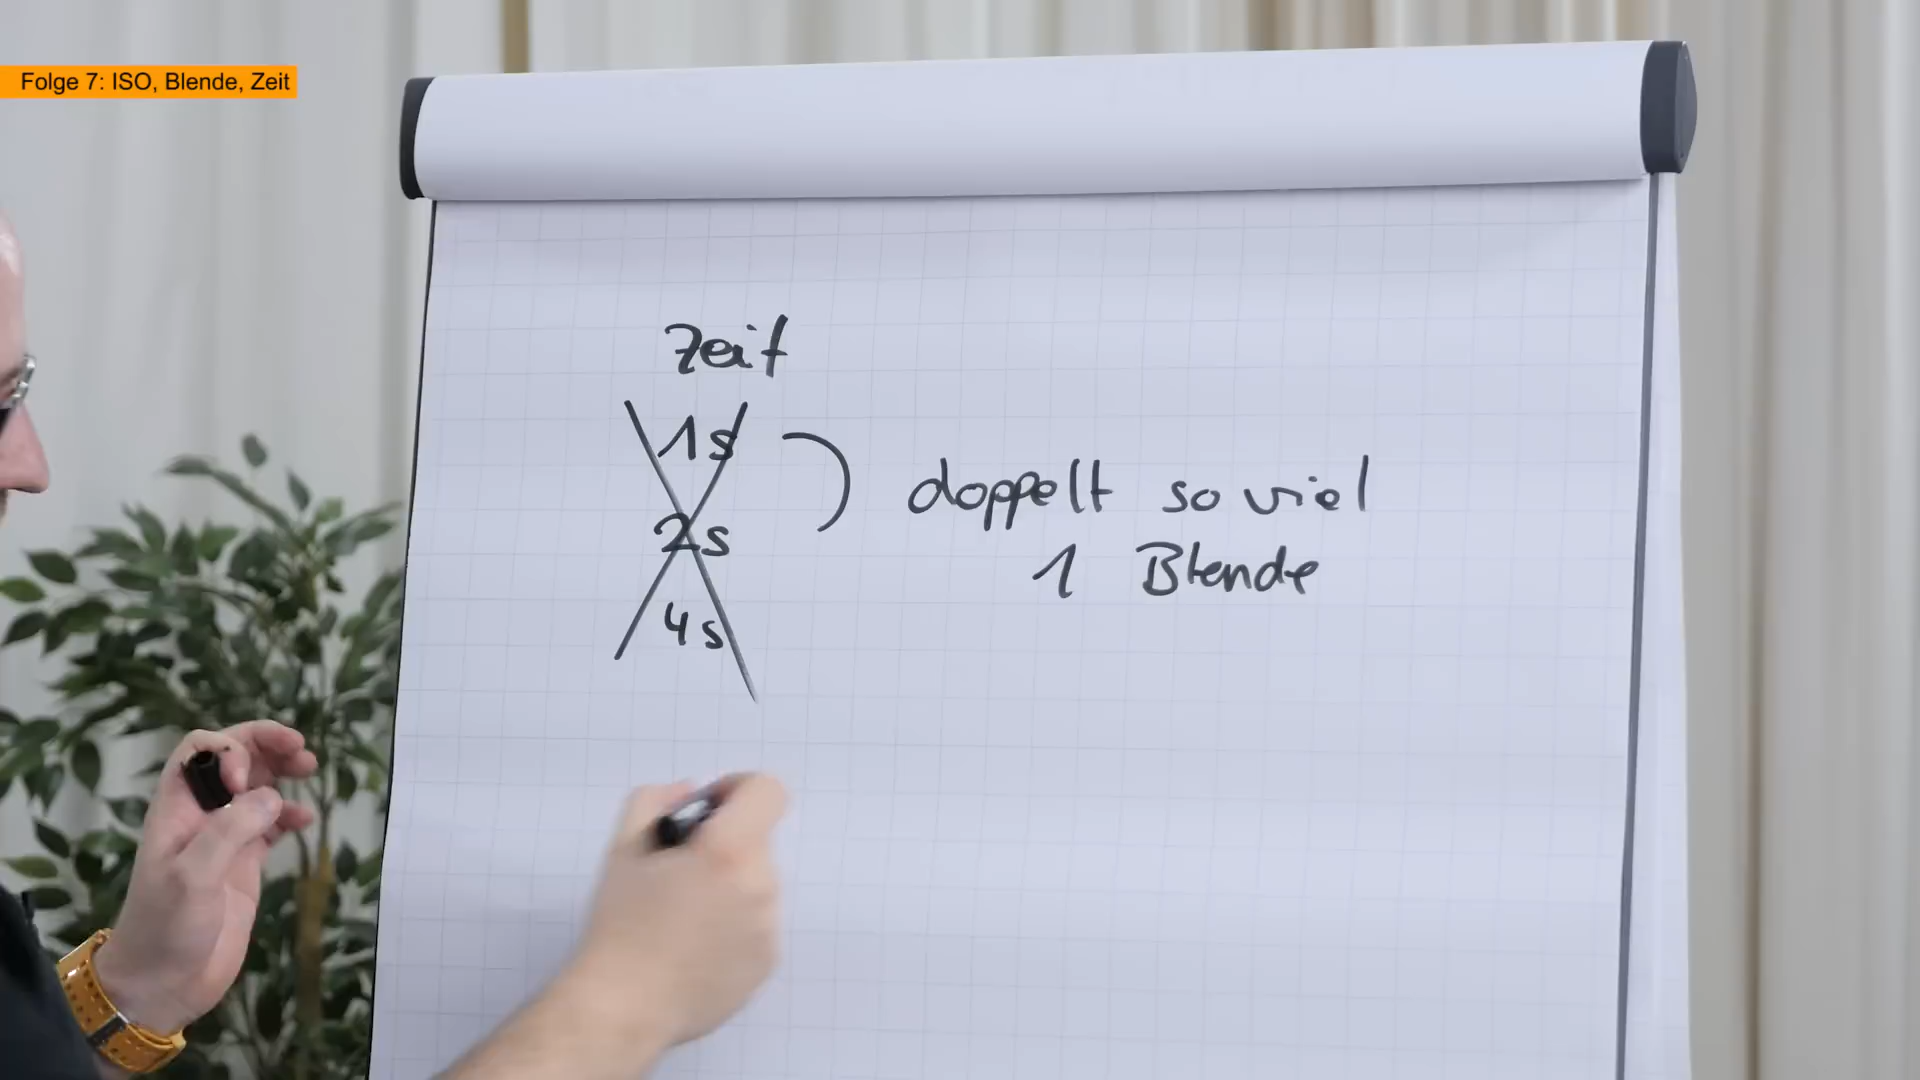 Folge 7: ISO, Blende, Zeit
Zeit
1s
2s
4s
doppelt so viel
1 Blende